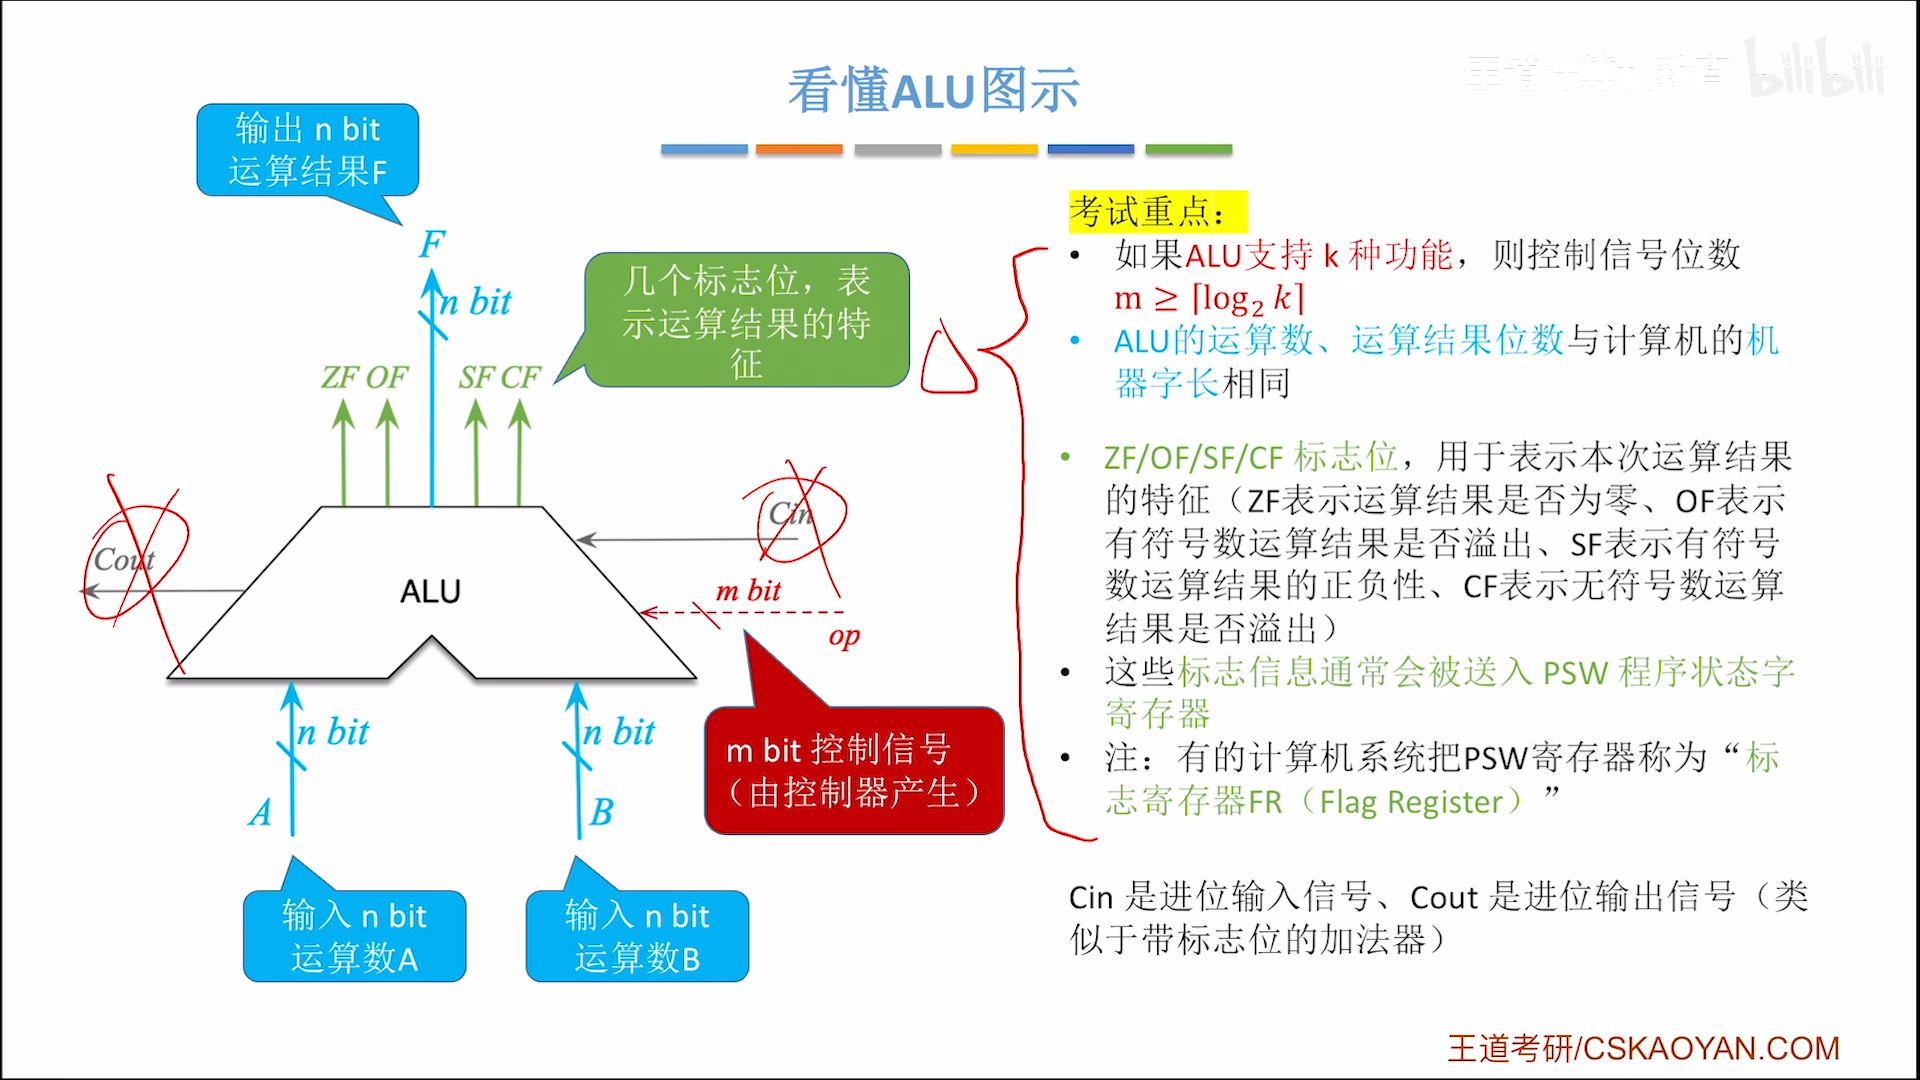 看懂ALU图示
bilibili
输出 n bit
运算结果F
F
n bit
几个标志位，表
示运算结果的特
征
ZF OF SF CF
Cin
Cout
ALU
m bit
op
n bit
n bit
A
B
m bit 控制信号
（由控制器产生）
输入 n bit
运算数A
输入 n bit
运算数B
考试重点：
• 如果ALU支持 k 种功能，则控制信号位数
m ≥ ⌈log₂ k⌉
• ALU的运算数、运算结果位数与计算机的机
器字长相同
• ZF/OF/SF/CF 标志位，用于表示本次运算结果
的特征（ZF表示运算结果是否为零、OF表示
有符号数运算结果是否溢出、SF表示有符号
数运算结果的正负性、CF表示无符号数运算
结果是否溢出）
• 这些标志信息通常会被送入 PSW 程序状态字
寄存器
• 注：有的计算机系统把PSW寄存器称为“标
志寄存器FR（Flag Register）”
Cin 是进位输入信号、Cout 是进位输出信号（类
似于带标志位的加法器）
王道考研/CSKAOYAN.COM